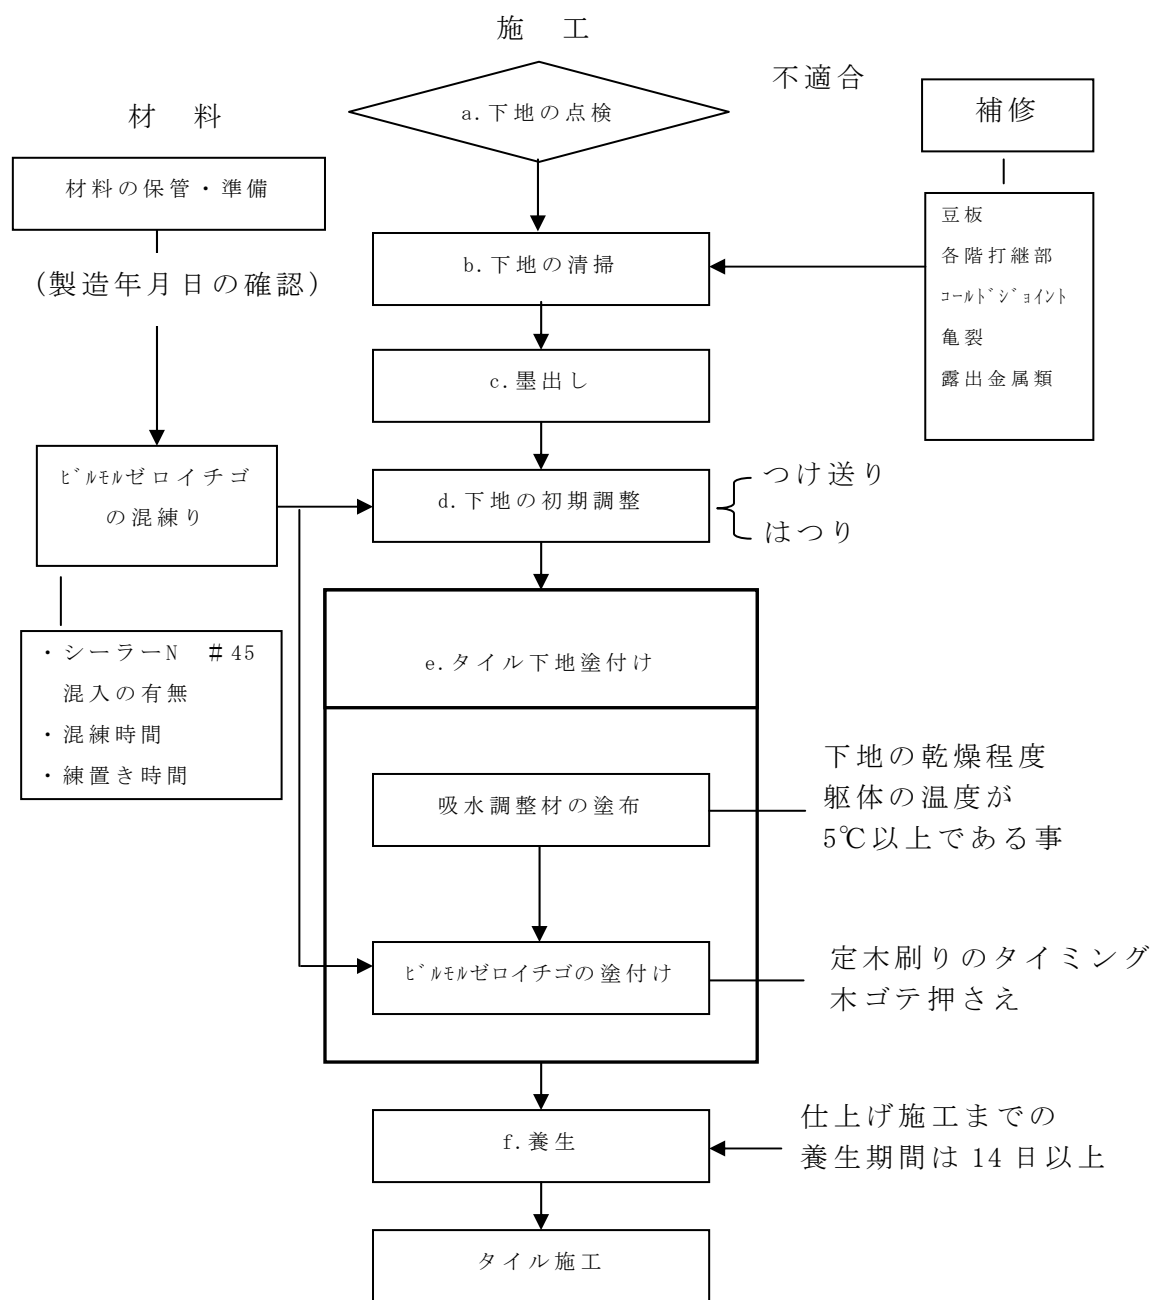 施　工
不適合
a.下地の点検
補修
材　料
材料の保管・準備
(製造年月日の確認)
b.下地の清掃
豆板
各階打継部
ｺｰﾙﾄﾞｼﾞｮｲﾝﾄ
亀裂
露出金属類
c.墨出し
ﾋﾞﾙﾓﾙゼロイチゴ
の混練り
d.下地の初期調整
つけ送り
はつり
・シーラーN　＃45
混入の有無
・混練時間
・練置き時間
e.タイル下地塗付け
吸水調整材の塗布
下地の乾燥程度
躯体の温度が
5℃以上である事
ﾋﾞﾙﾓﾙゼロイチゴの塗付け
定木刷りのタイミング
木ゴテ押さえ
f.養生
仕上げ施工までの
養生期間は 14 日以上
タイル施工